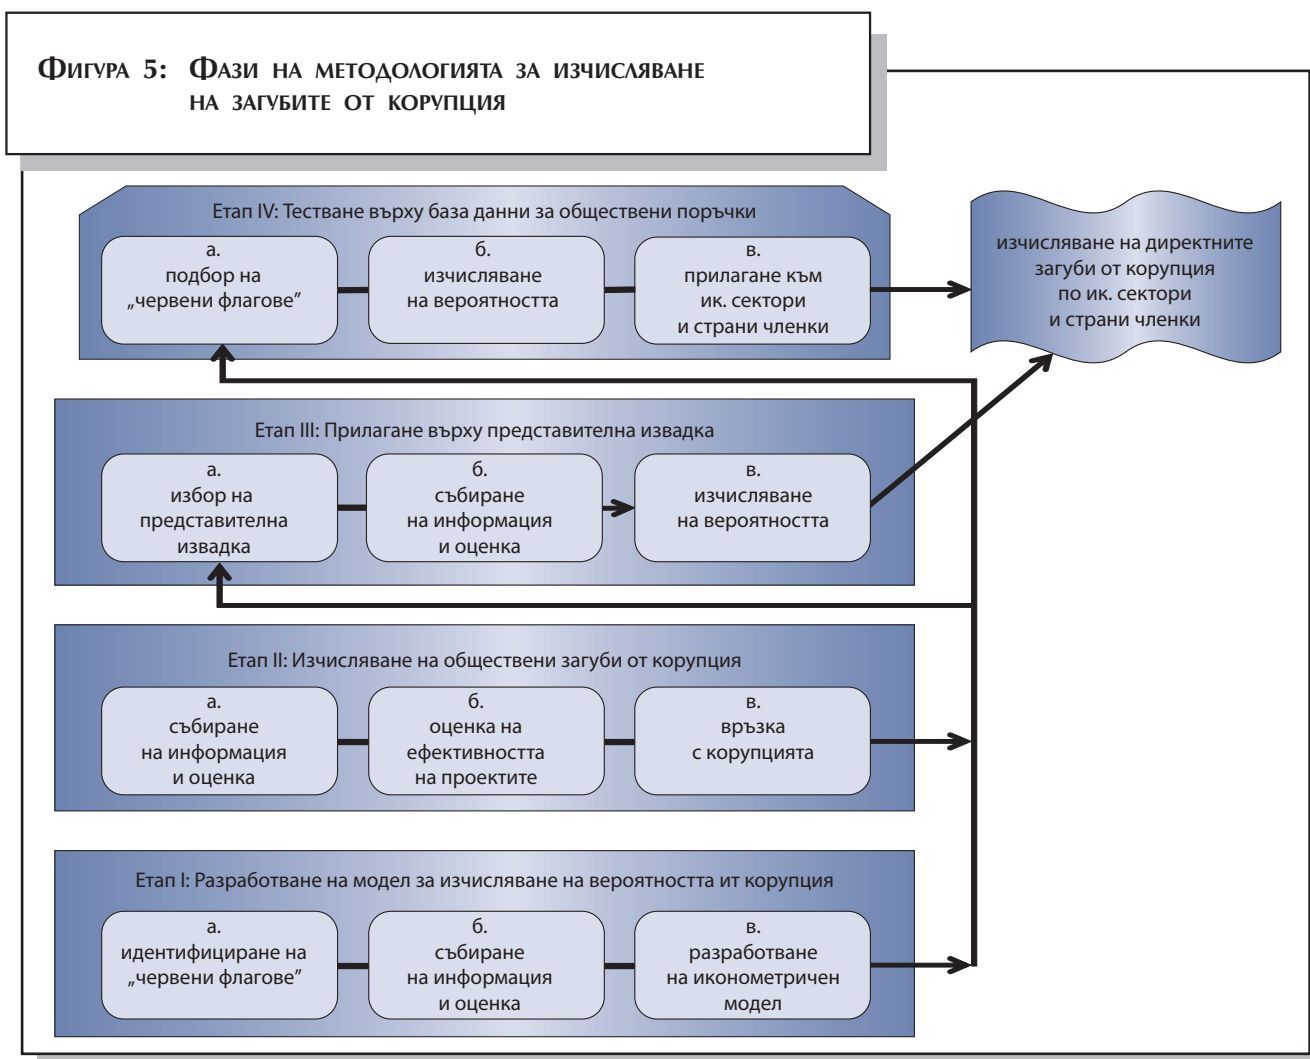 Фигура 5: Фази на методологията за изчисляване
на загубите от корупция
Етап IV: Тестване върху база данни за обществени поръчки
а.
подбор на
„червени флагове”
б.
изчисляване
на вероятността
в.
прилагане към
ик. сектори
и страни членки
изчисляване на директните
загуби от корупция
по ик. сектори
и страни членки
Етап III: Прилагане върху представителна извадка
а.
избор на
представителна
извадка
б.
събиране
на информация
и оценка
в.
изчисляване
на вероятността
Етап II: Изчисляване на обществени загуби от корупция
а.
събиране
на информация
и оценка
б.
оценка на
ефективността
на проектите
в.
връзка
с корупцията
Етап I: Разработване на модел за изчисляване на вероятността ит корупция
а.
идентифициране на
„червени флагове”
б.
събиране
на информация
и оценка
в.
разработване
на иконометричен
модел